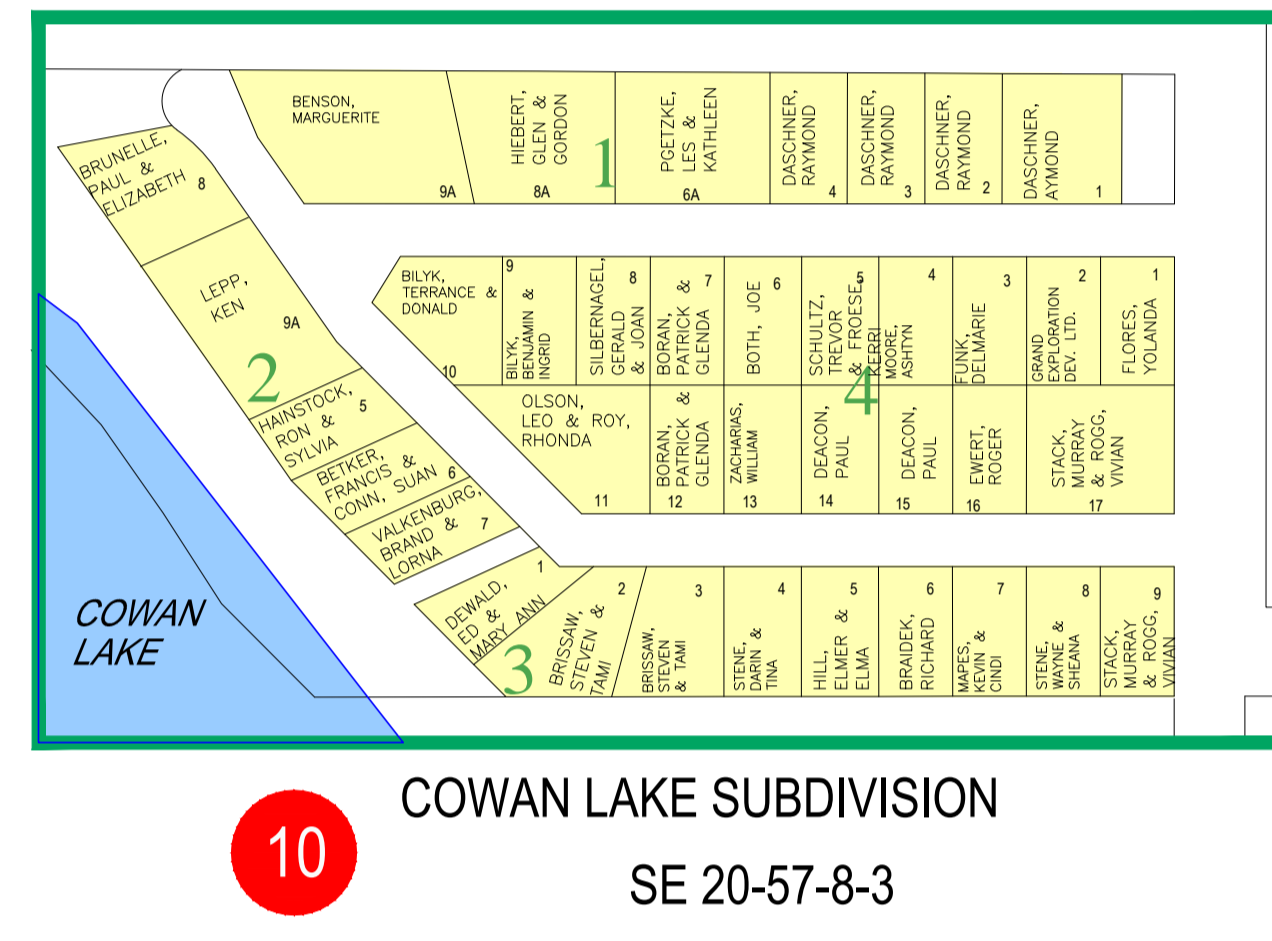 BENSON,
MARGUERITE
9A
HIEBERT,
GLEN &
GORDON
8A
1
PGETZKE,
LES &
KATHLEEN
6A
DASCHNER,
RAYMOND
4
DASCHNER,
RAYMOND
3
DASCHNER,
RAYMOND
2
DASCHNER,
AYMOND
1
BRUNELLE,
PAUL &
ELIZABETH
8
LEPP,
KEN
9A
2
HAINSTOCK,
RON &
SYLVIA
5
BETKER,
FRANCIS &
CONN, SUAN
6
VALKENBURG,
BRAND &
LORNA
7
BILYK,
TERRANCE &
DONALD
10
9
BILYK,
BENJAMIN &
INGRID
SILBERNAGEL,
GERALD
& JOAN
8
BORAN,
PATRICK &
GLENDA
7
BOTH, JOE
6
SCHULTZ,
TREVOR
& FROESE,
KERRI
5
MOORE,
ASHTYN
4
FUNK,
DELMARIE
3
GRAND
EXPLORATION
DEV. LTD.
2
FLORES,
YOLANDA
1
4
OLSON,
LEO & ROY,
RHONDA
11
BORAN,
PATRICK &
GLENDA
12
ZACHARIAS,
WILLIAM
13
DEACON,
PAUL
14
DEACON,
PAUL
15
EWERT,
ROGER
16
STACK,
MURRAY
& ROGG,
VIVIAN
17
DEWALD,
ED &
MARY ANN
1
3
BRISSAW,
STEVEN &
TAMI
2
BRISSAW,
STEVEN
& TAMI
3
STENE,
DARIN &
TINA
4
HILL,
ELMER &
ELMA
5
BRAIDEK,
RICHARD
6
MAPES,
KEVIN &
CINDI
7
STENE,
WAYNE &
SHEANA
8
STACK,
MURRAY
& ROGG,
VIVIAN
9
COWAN
LAKE
10
COWAN LAKE SUBDIVISION
SE 20-57-8-3